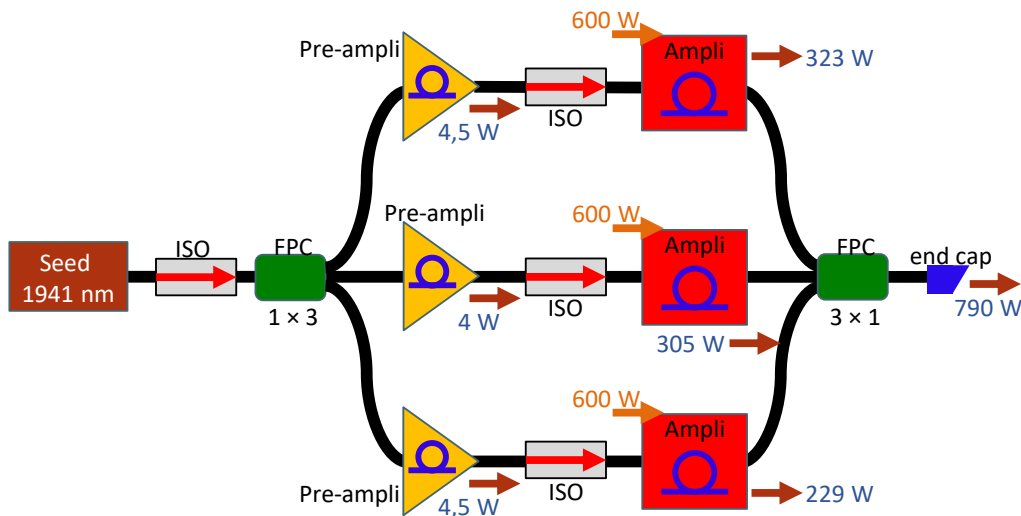 600 W
Pre-ampli
Ampli
323 W
4,5 W
ISO
Pre-ampli
600 W
Ampli
ISO
FPC
FPC
end cap
Seed
1941 nm
1 × 3
4 W
ISO
3 × 1
790 W
305 W
600 W
Ampli
Pre-ampli
4,5 W
ISO
229 W